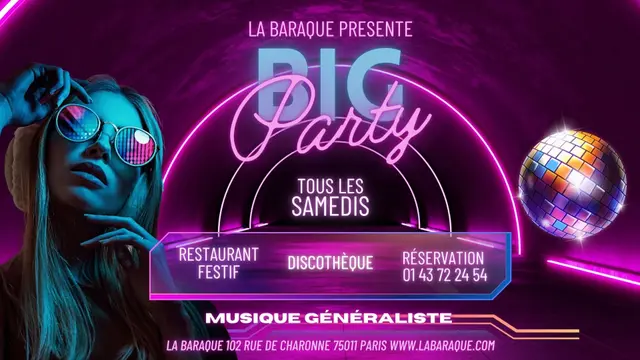 LA BARAQUE PRESENTE
BIG
Party
TOUS LES
SAMEDIS
RESTAURANT
FESTIF
DISCOTHÈQUE
RÉSERVATION
01 43 72 24 54
MUSIQUE GÉNÉRALISTE
LA BARAQUE 102 RUE DE CHARONNE 75011 PARIS WWW.LABARAQUE.COM